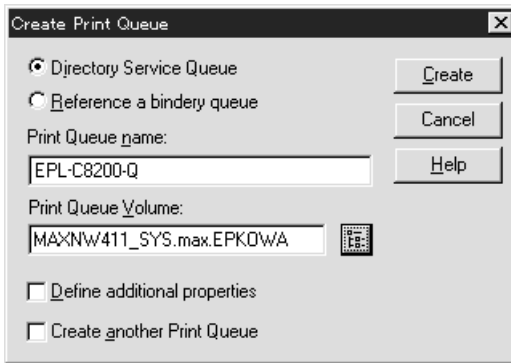 Create Print Queue
Directory Service Queue
Reference a bindery queue
Print Queue name:
EPL-C8200-Q
Print Queue Volume:
MAXNW411_SYS.max.EPKOWA
Define additional properties
Create another Print Queue
Create
Cancel
Help